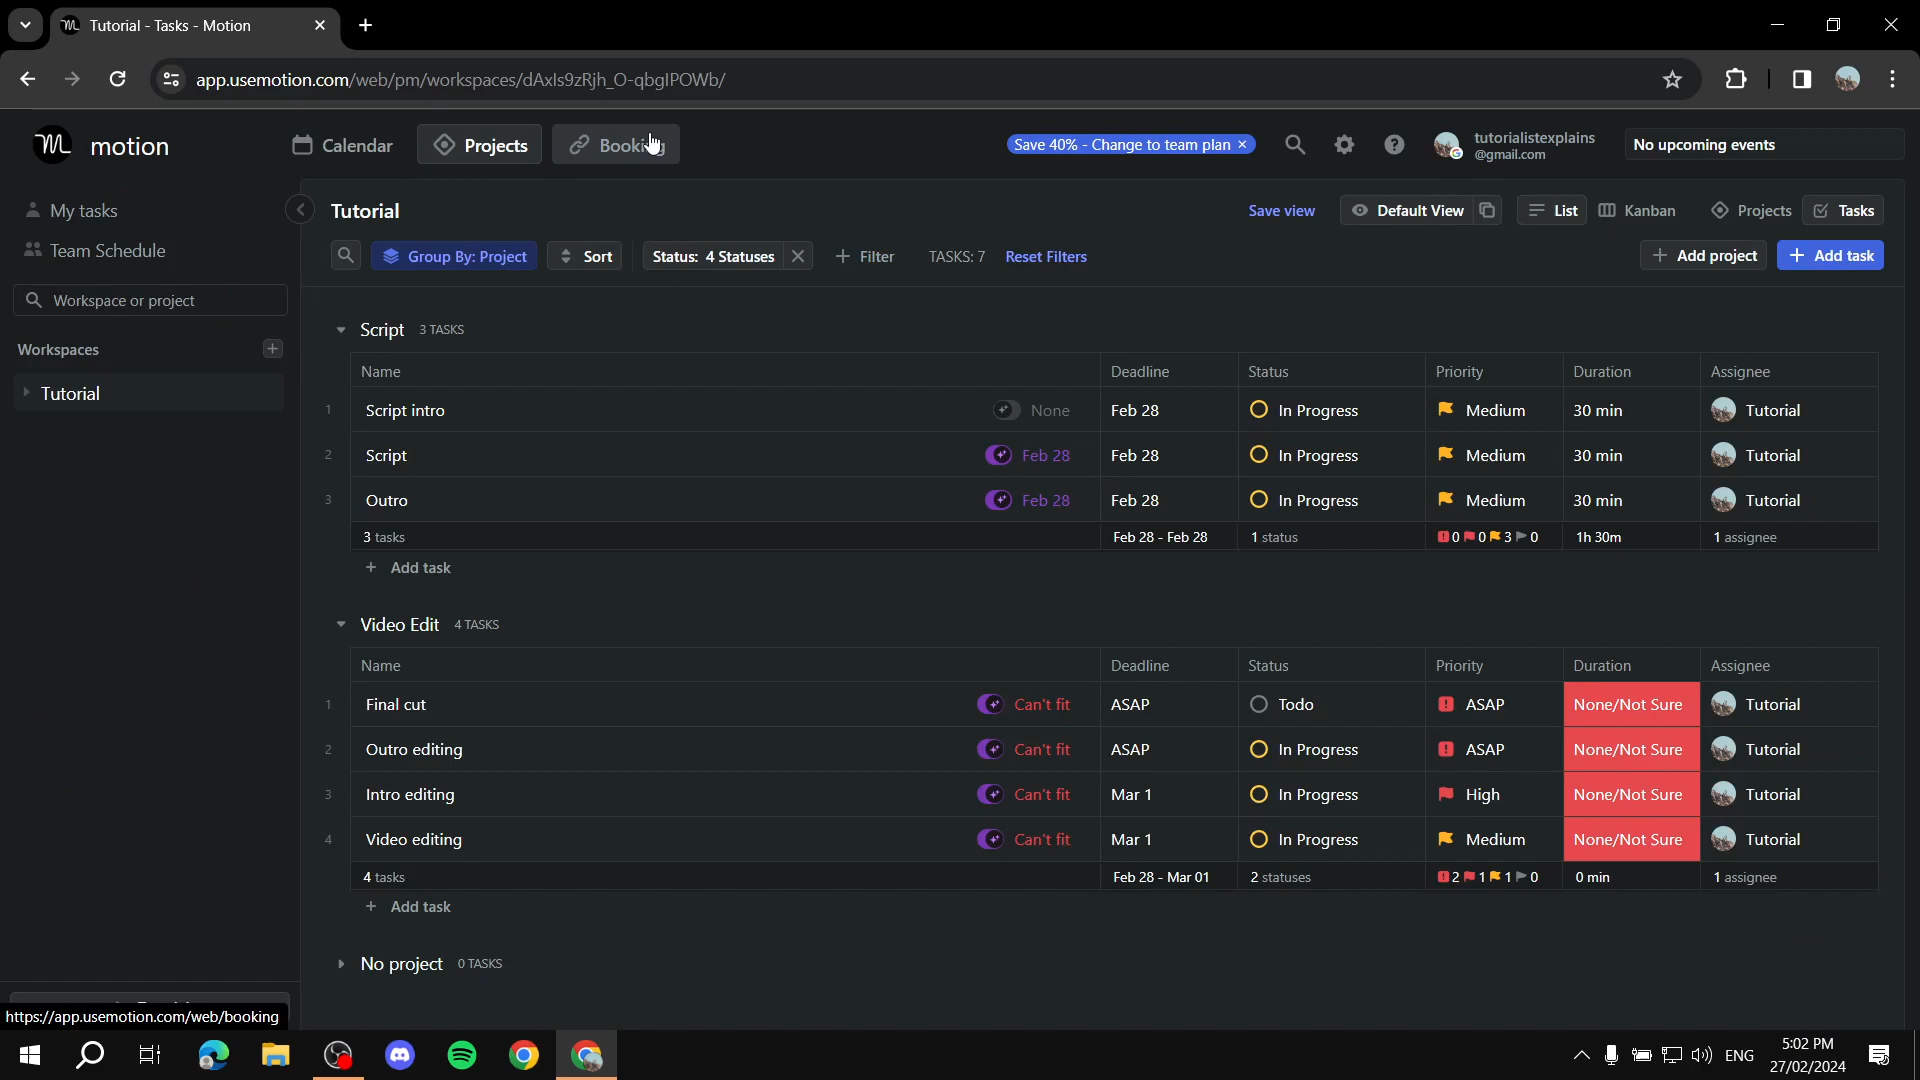 Tutorial - Tasks - Motion
app.usemotion.com/web/pm/workspaces/dAxIs9zRjh_O-qbgIPOWb/
motion
Calendar
Projects
Booking
Save 40% - Change to team plan ×
tutorialistexplains
@gmail.com
No upcoming events
My tasks
Team Schedule
Workspace or project
Workspaces
Tutorial
Tutorial
Save view
Default View
List
Kanban
Projects
Tasks
Group By: Project
Sort
Status: 4 Statuses
Filter
TASKS: 7
Reset Filters
Add project
Add task
Script 3 TASKS
Name Deadline Status Priority Duration Assignee
1 Script intro None Feb 28 In Progress Medium 30 min Tutorial
2 Script Feb 28 Feb 28 In Progress Medium 30 min Tutorial
3 Outro Feb 28 Feb 28 In Progress Medium 30 min Tutorial
3 tasks Feb 28 - Feb 28 1 status 0 0 3 0 1h 30m 1 assignee
+ Add task
Video Edit 4 TASKS
Name Deadline Status Priority Duration Assignee
1 Final cut Can't fit ASAP Todo ASAP None/Not Sure Tutorial
2 Outro editing Can't fit ASAP In Progress ASAP None/Not Sure Tutorial
3 Intro editing Can't fit Mar 1 In Progress High None/Not Sure Tutorial
4 Video editing Can't fit Mar 1 In Progress Medium None/Not Sure Tutorial
4 tasks Feb 28 - Mar 01 2 statuses 2 1 1 0 0 min 1 assignee
+ Add task
No project 0 TASKS
https://app.usemotion.com/web/booking
ENG
5:02 PM
27/02/2024